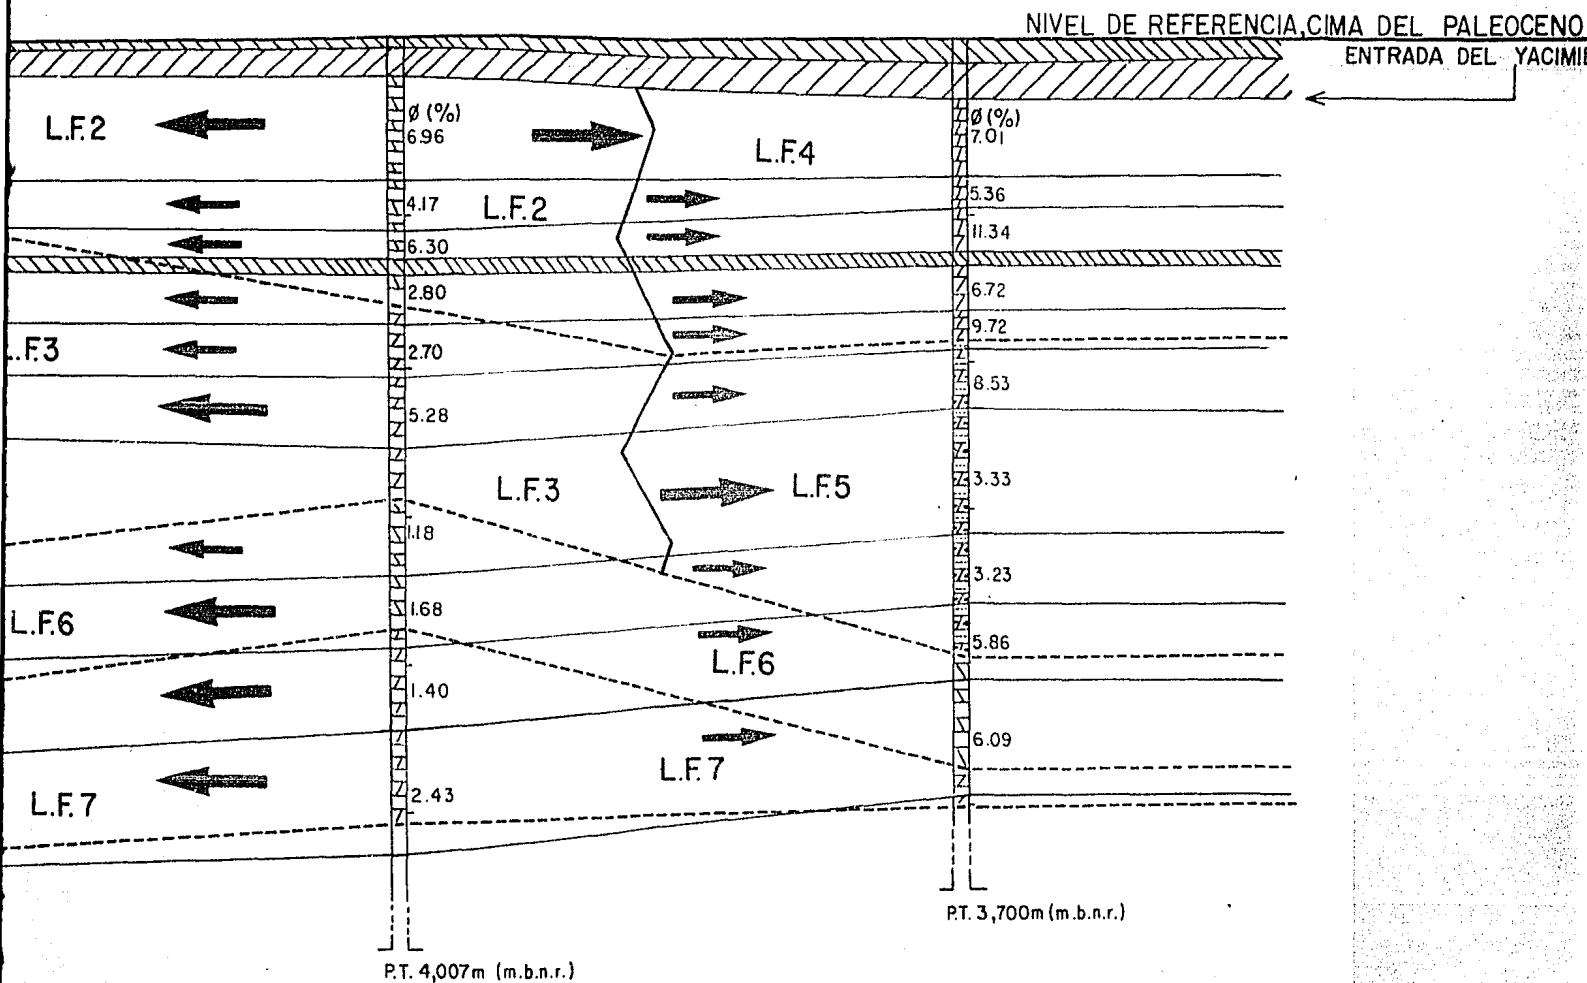 NIVEL DE REFERENCIA, CIMA DEL PALEOCENO
ENTRADA DEL
L.F.2
Ø (%)
6.96
L.F.4
Ø (%)
7.01
4.17
L.F.2
5.36
6.30
11.34
2.80
6.72
9.72
.F.3
2.70
8.53
5.28
L.F.3
L.F.5
3.33
1.18
3.23
L.F.6
1.68
5.86
L.F.6
1.40
6.09
L.F.7
L.F.7
2.43
P.T. 3,700m (m.b.n.r.)
P.T. 4,007m (m.b.n.r.)